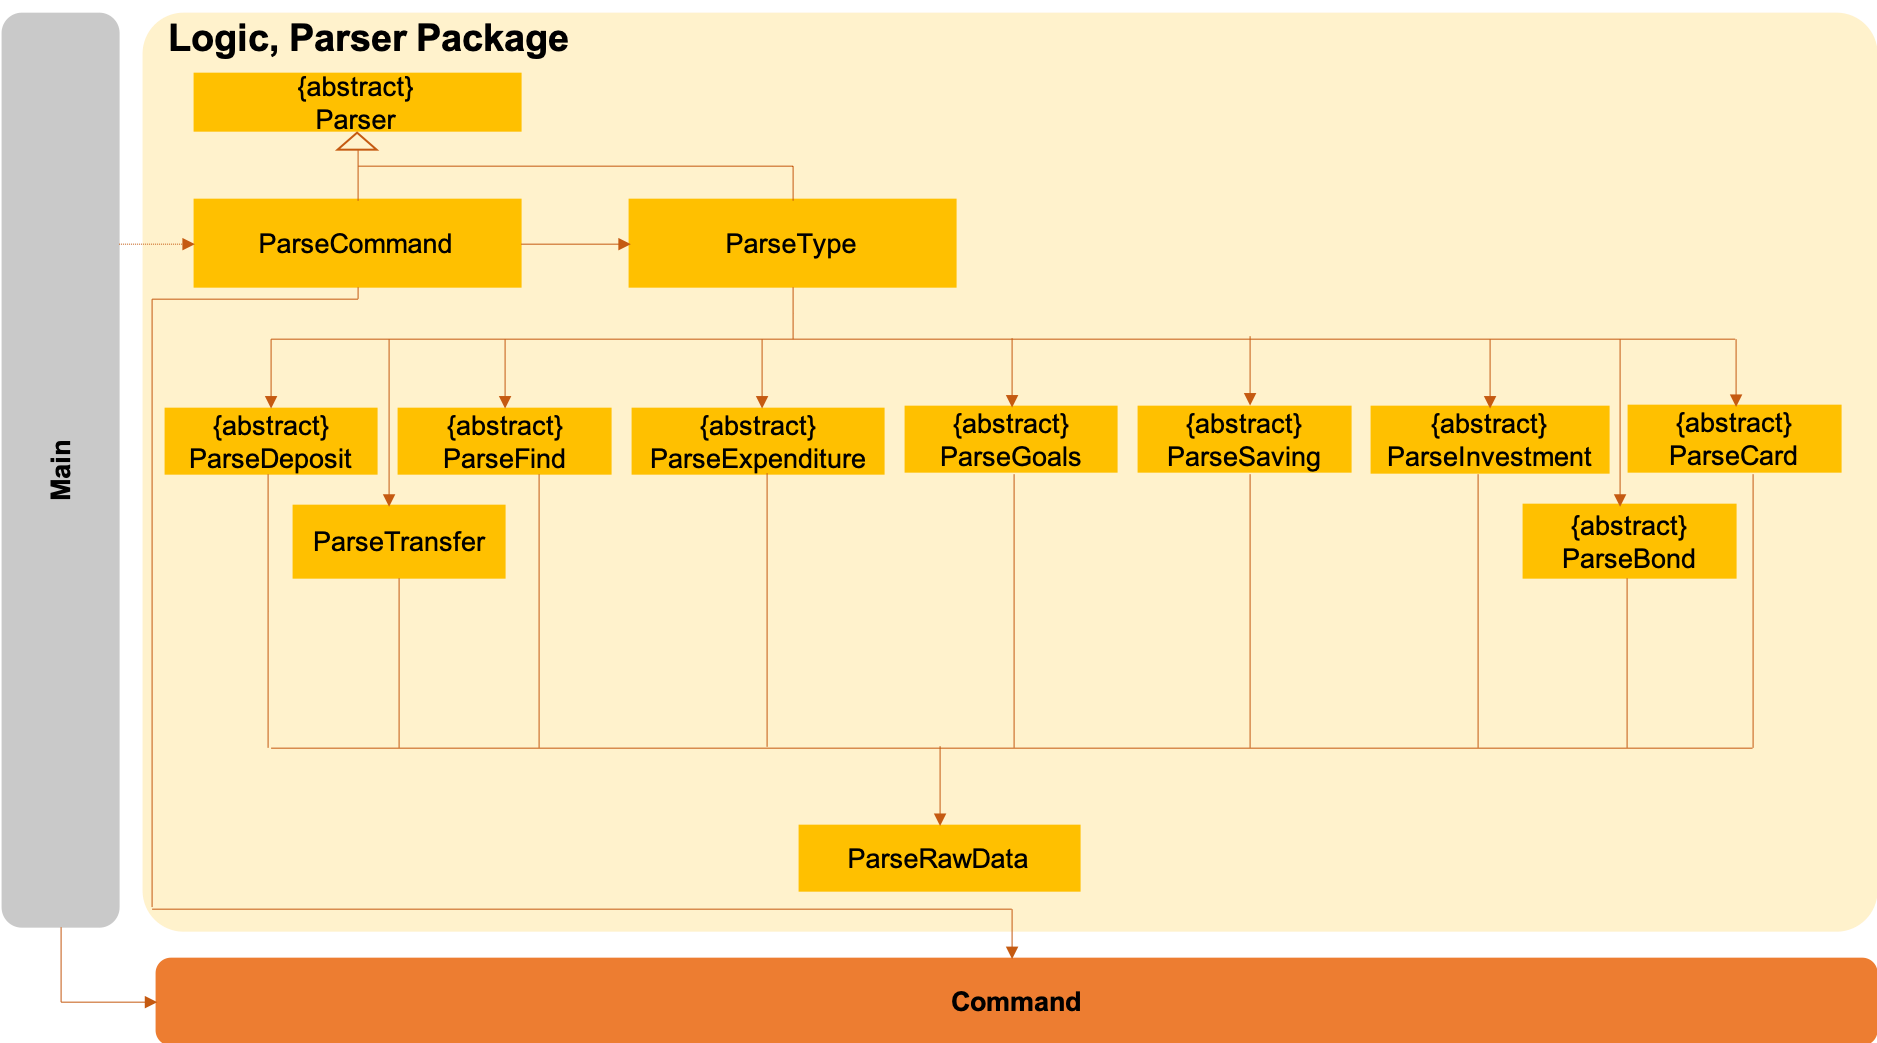 Logic, Parser Package
{abstract}
Parser
Main
ParseCommand
ParseType
{abstract}
ParseDeposit
{abstract}
ParseFind
{abstract}
ParseExpenditure
{abstract}
ParseGoals
{abstract}
ParseSaving
{abstract}
ParseInvestment
{abstract}
ParseCard
ParseTransfer
{abstract}
ParseBond
ParseRawData
Command